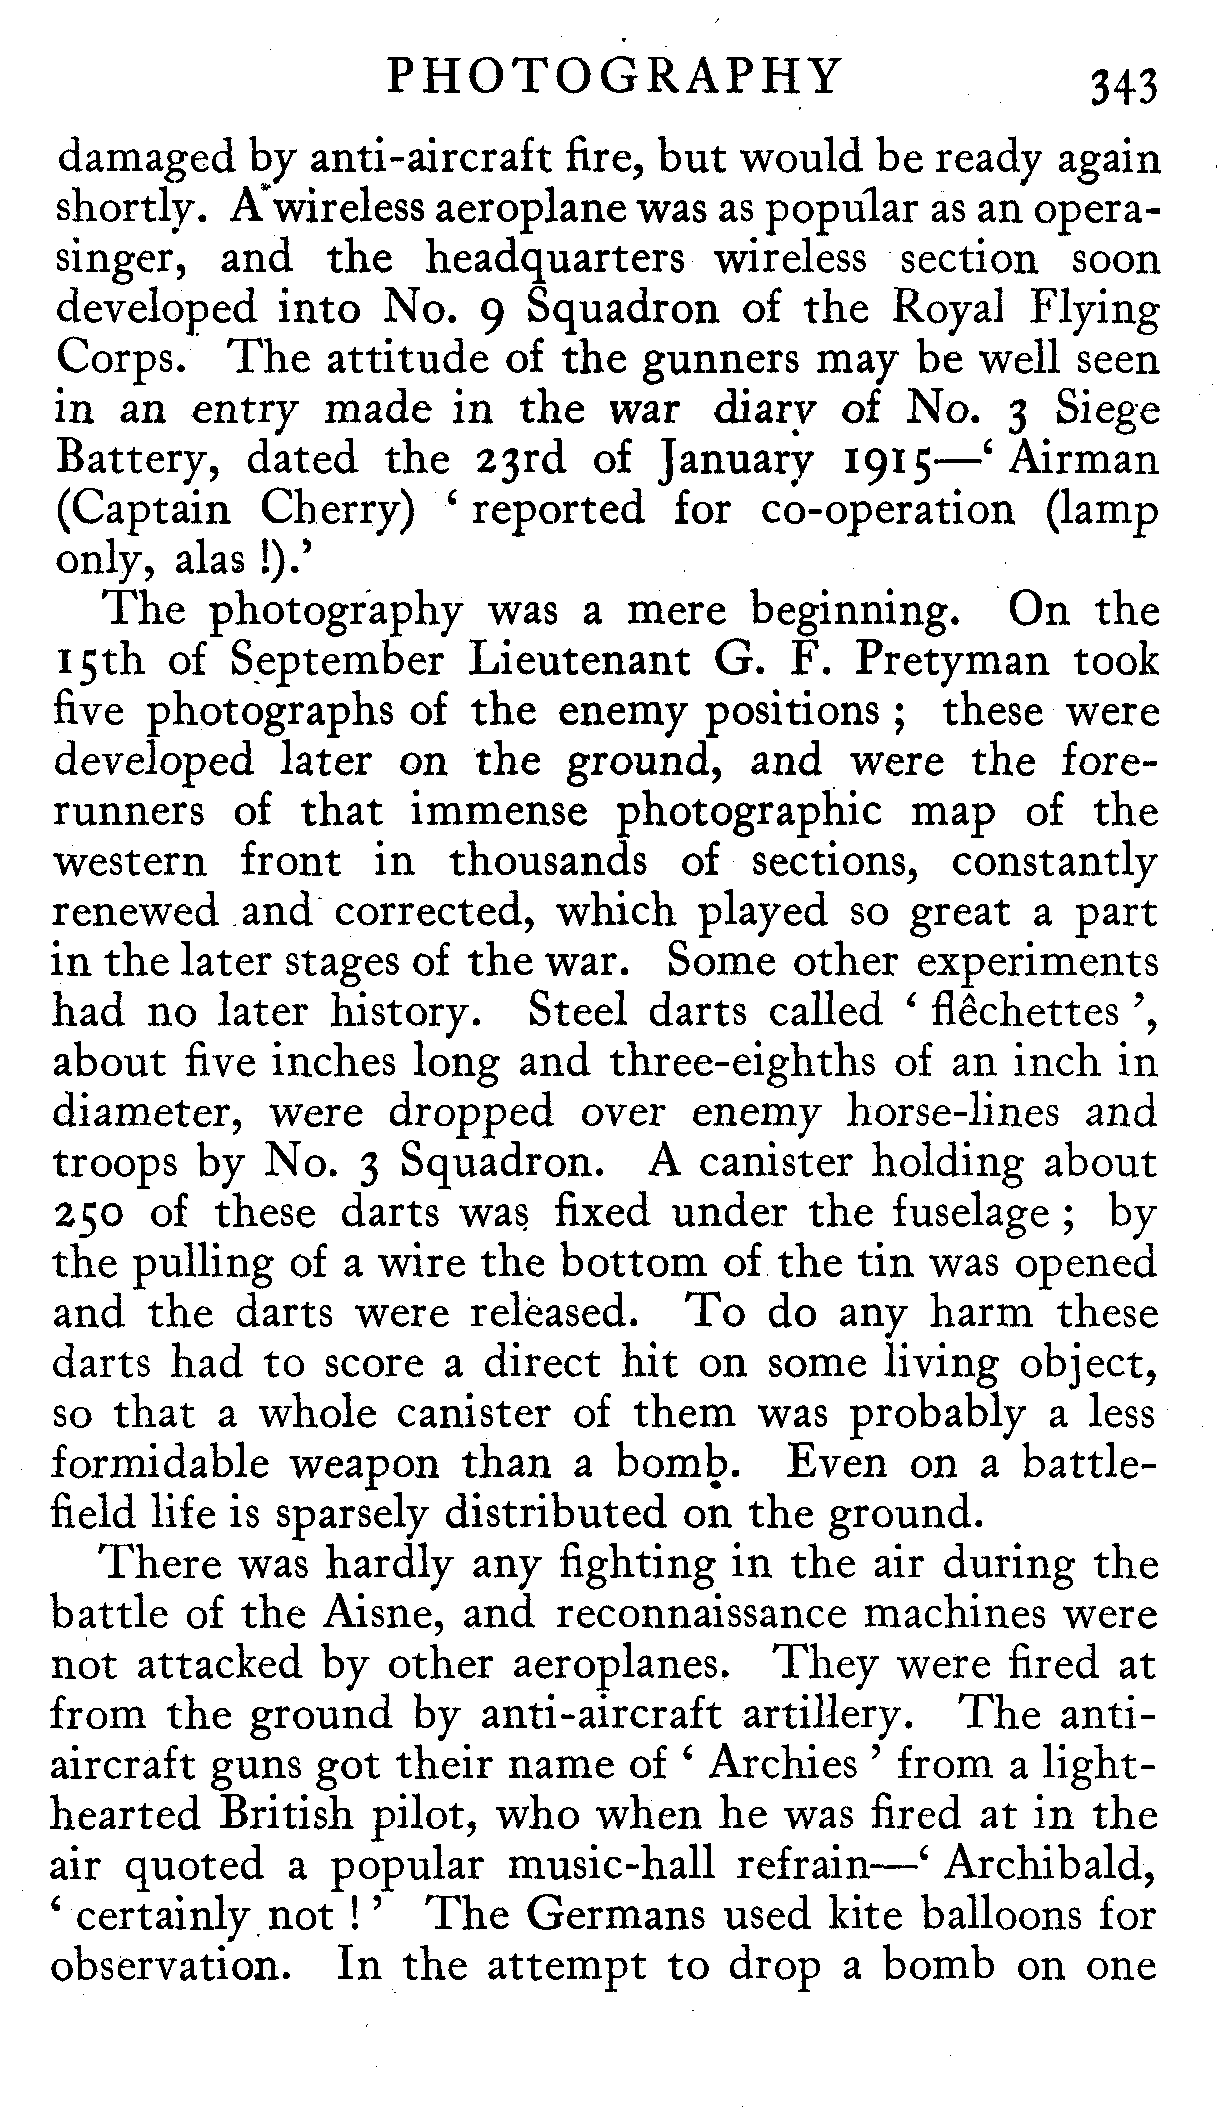 PHOTOGRAPHY 343
damaged by anti-aircraft fire, but would be ready again
shortly. A wireless aeroplane was as popular as an opera-
singer, and the headquarters wireless section soon
developed into No. 9 Squadron of the Royal Flying
Corps. The attitude of the gunners may be well seen
in an entry made in the war diary of No. 3 Siege
Battery, dated the 23rd of January 1915—‘ Airman
(Captain Cherry) ‘ reported for co-operation (lamp
only, alas !).’
The photography was a mere beginning. On the
15th of September Lieutenant G. F. Pretyman took
five photographs of the enemy positions ; these were
developed later on the ground, and were the fore-
runners of that immense photographic map of the
western front in thousands of sections, constantly
renewed and corrected, which played so great a part
in the later stages of the war. Some other experiments
had no later history. Steel darts called ‘ flêchettes ’,
about five inches long and three-eighths of an inch in
diameter, were dropped over enemy horse-lines and
troops by No. 3 Squadron. A canister holding about
250 of these darts was fixed under the fuselage ; by
the pulling of a wire the bottom of the tin was opened
and the darts were released. To do any harm these
darts had to score a direct hit on some living object,
so that a whole canister of them was probably a less
formidable weapon than a bomb. Even on a battle-
field life is sparsely distributed on the ground.
There was hardly any fighting in the air during the
battle of the Aisne, and reconnaissance machines were
not attacked by other aeroplanes. They were fired at
from the ground by anti-aircraft artillery. The anti-
aircraft guns got their name of ‘ Archies ’ from a light-
hearted British pilot, who when he was fired at in the
air quoted a popular music-hall refrain—‘ Archibald,
‘ certainly not ! ’ The Germans used kite balloons for
observation. In the attempt to drop a bomb on one